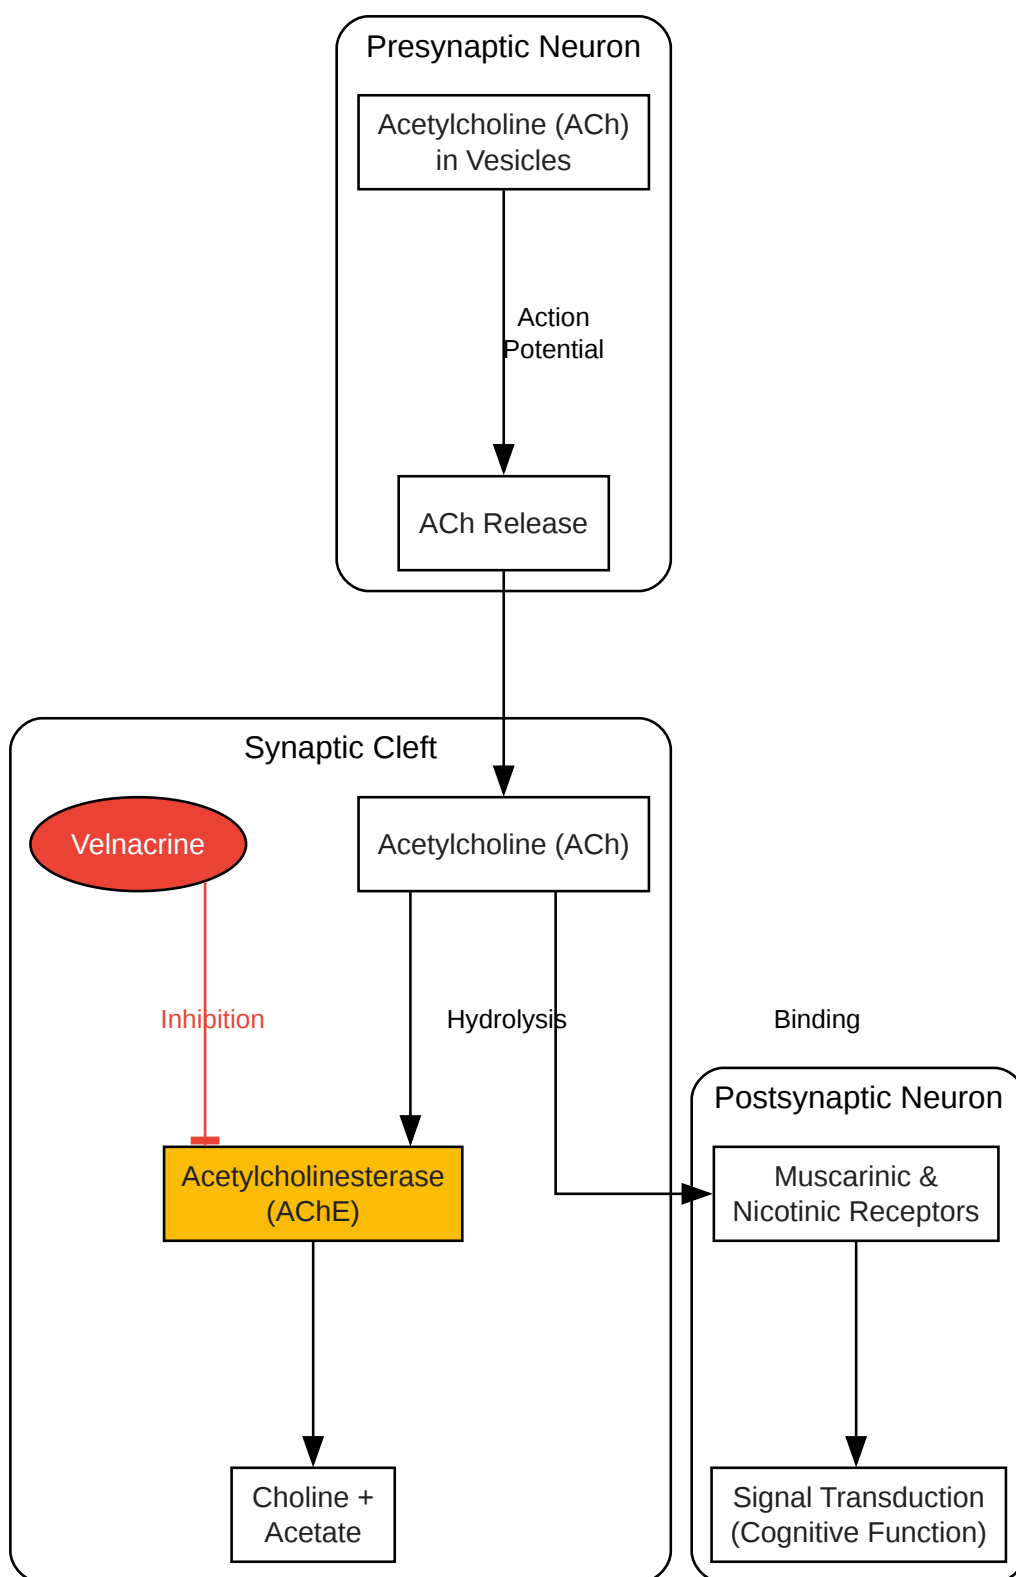 Presynaptic Neuron
Acetylcholine (ACh)
in Vesicles
Action
Potential
ACh Release
Synaptic Cleft
Velnacrine
Acetylcholine (ACh)
Inhibition
Hydrolysis
Binding
Postsynaptic Neuron
Acetylcholinesterase
(AChE)
Muscarinic &
Nicotinic Receptors
Choline +
Acetate
Signal Transduction
(Cognitive Function)